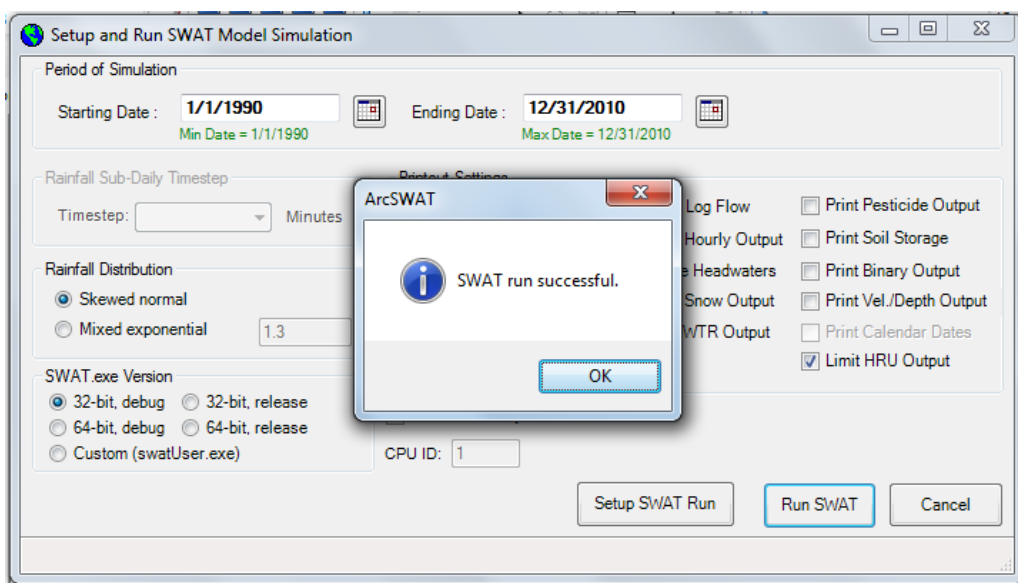 Setup and Run SWAT Model Simulation
Period of Simulation
Starting Date : 1/1/1990 Ending Date : 12/31/2010
Min Date = 1/1/1990 Max Date = 12/31/2010
Rainfall Sub-Daily Timestep
Timestep: Minutes
Printout Settings
Log Flow Print Pesticide Output
Hourly Output Print Soil Storage
Headwaters Print Binary Output
Snow Output Print Vel./Depth Output
WTR Output Print Calendar Dates
Limit HRU Output
Rainfall Distribution
Skewed normal
Mixed exponential 1.3
SWAT.exe Version
32-bit, debug 32-bit, release
64-bit, debug 64-bit, release
Custom (swatUser.exe)
CPU ID: 1
ArcSWAT
SWAT run successful.
OK
Setup SWAT Run Run SWAT Cancel